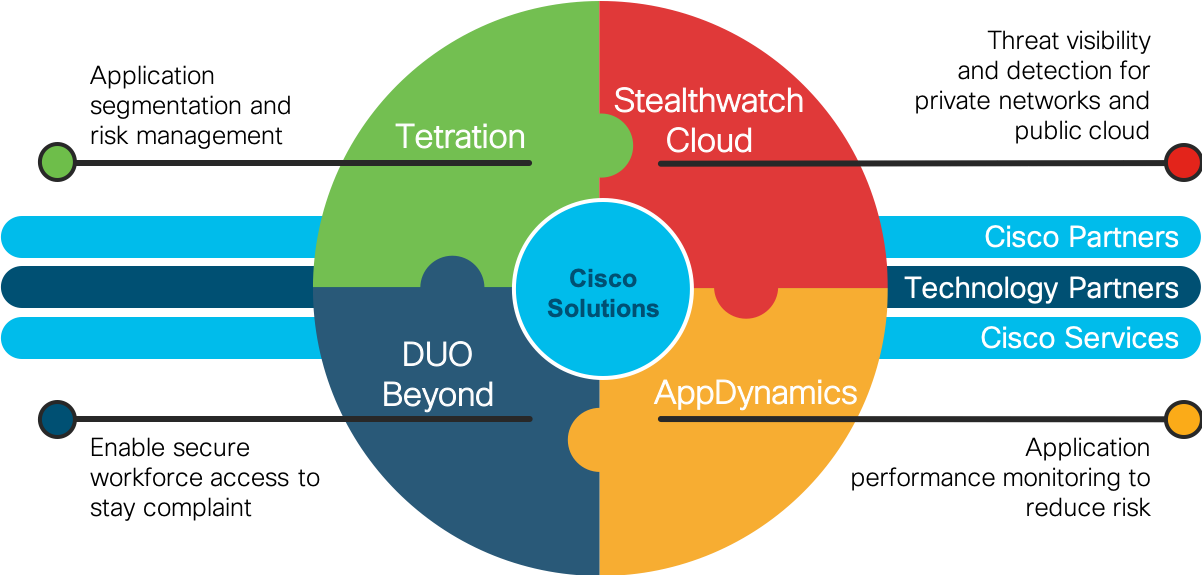 Application
segmentation and
risk management
Tetration
Stealthwatch
Cloud
Threat visibility
and detection for
private networks and
public cloud
Cisco
Solutions
Cisco Partners
Technology Partners
Cisco Services
DUO
Beyond
Enable secure
workforce access to
stay complaint
AppDynamics
Application
performance monitoring to
reduce risk